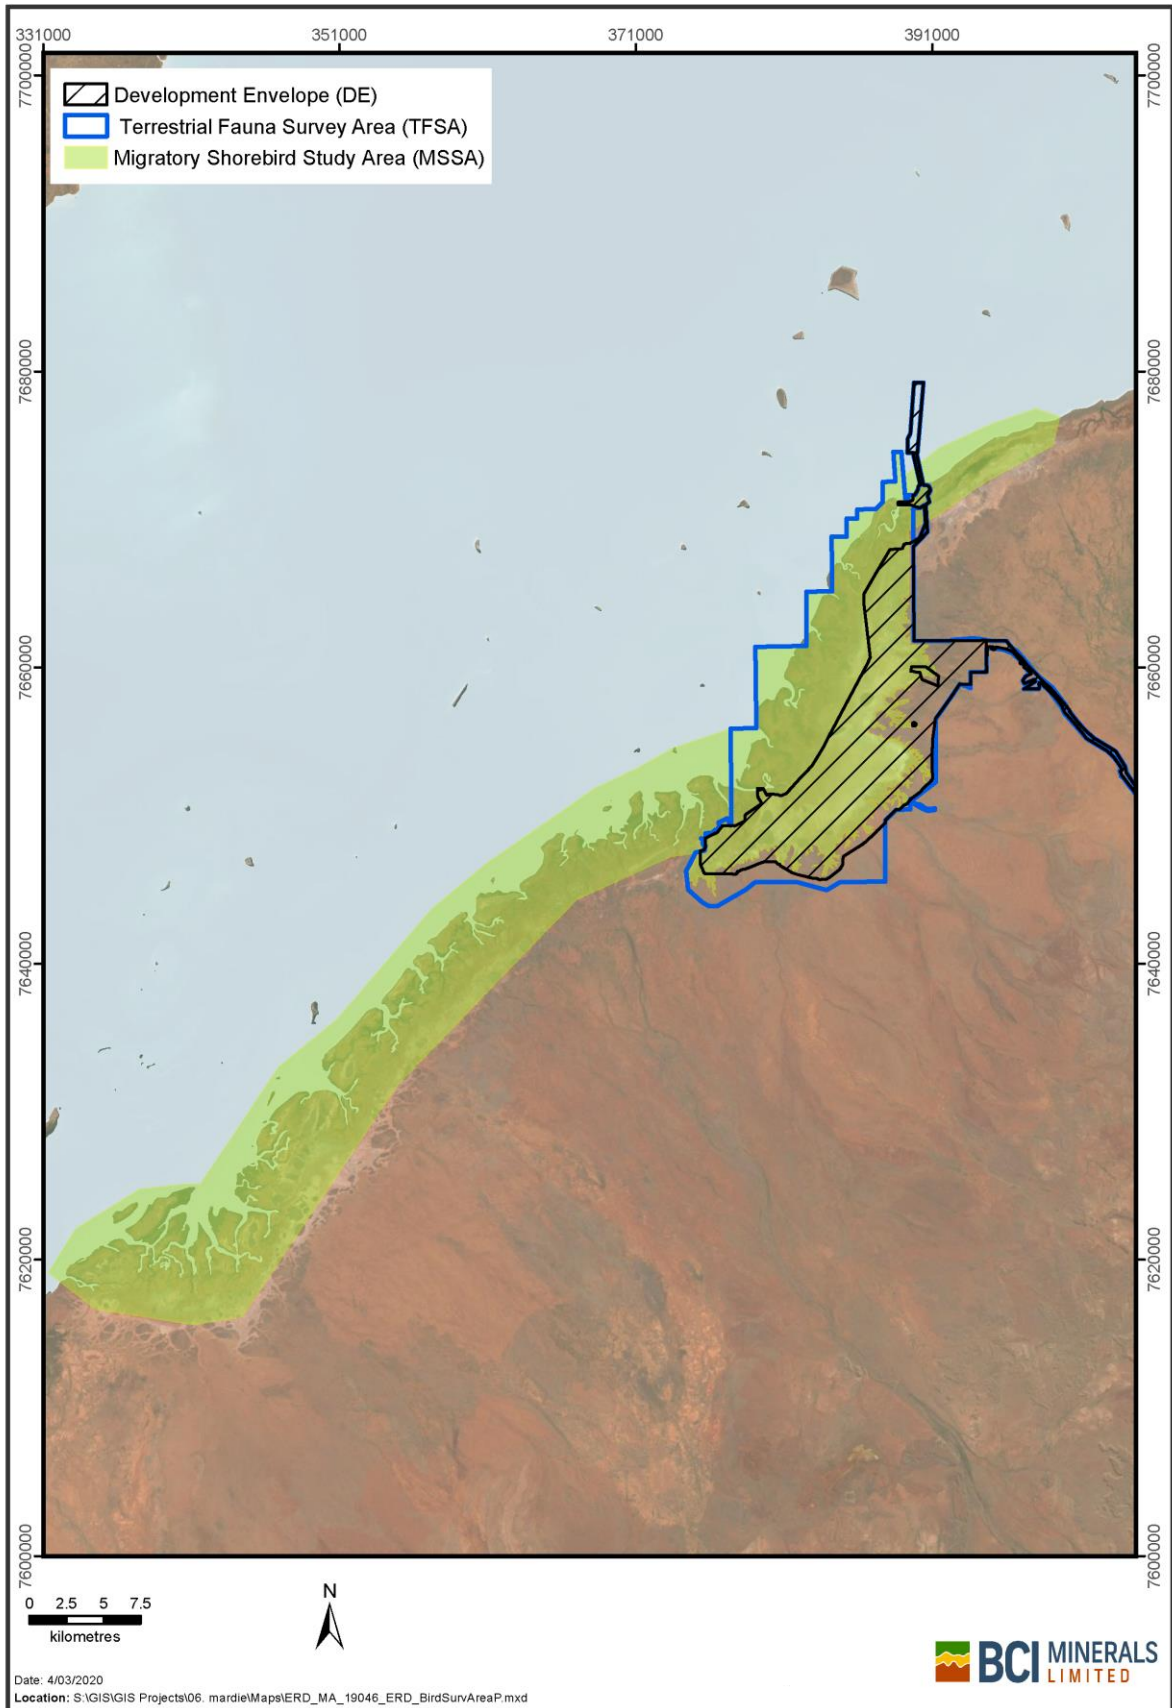 331000 351000 371000 391000
7700000 7700000
Development Envelope (DE)
Terrestrial Fauna Survey Area (TFSA)
Migratory Shorebird Study Area (MSSA)
7680000 7680000
7660000 7660000
7640000 7640000
7620000 7620000
7600000 7600000
0 2.5 5 7.5
kilometres
N
BCI MINERALS
LIMITED
Date: 4/03/2020
Location: S:\GIS\GIS Projects\06. mardie\Maps\ERD_MA_19046_ERD_BirdSurvAreaP.mxd